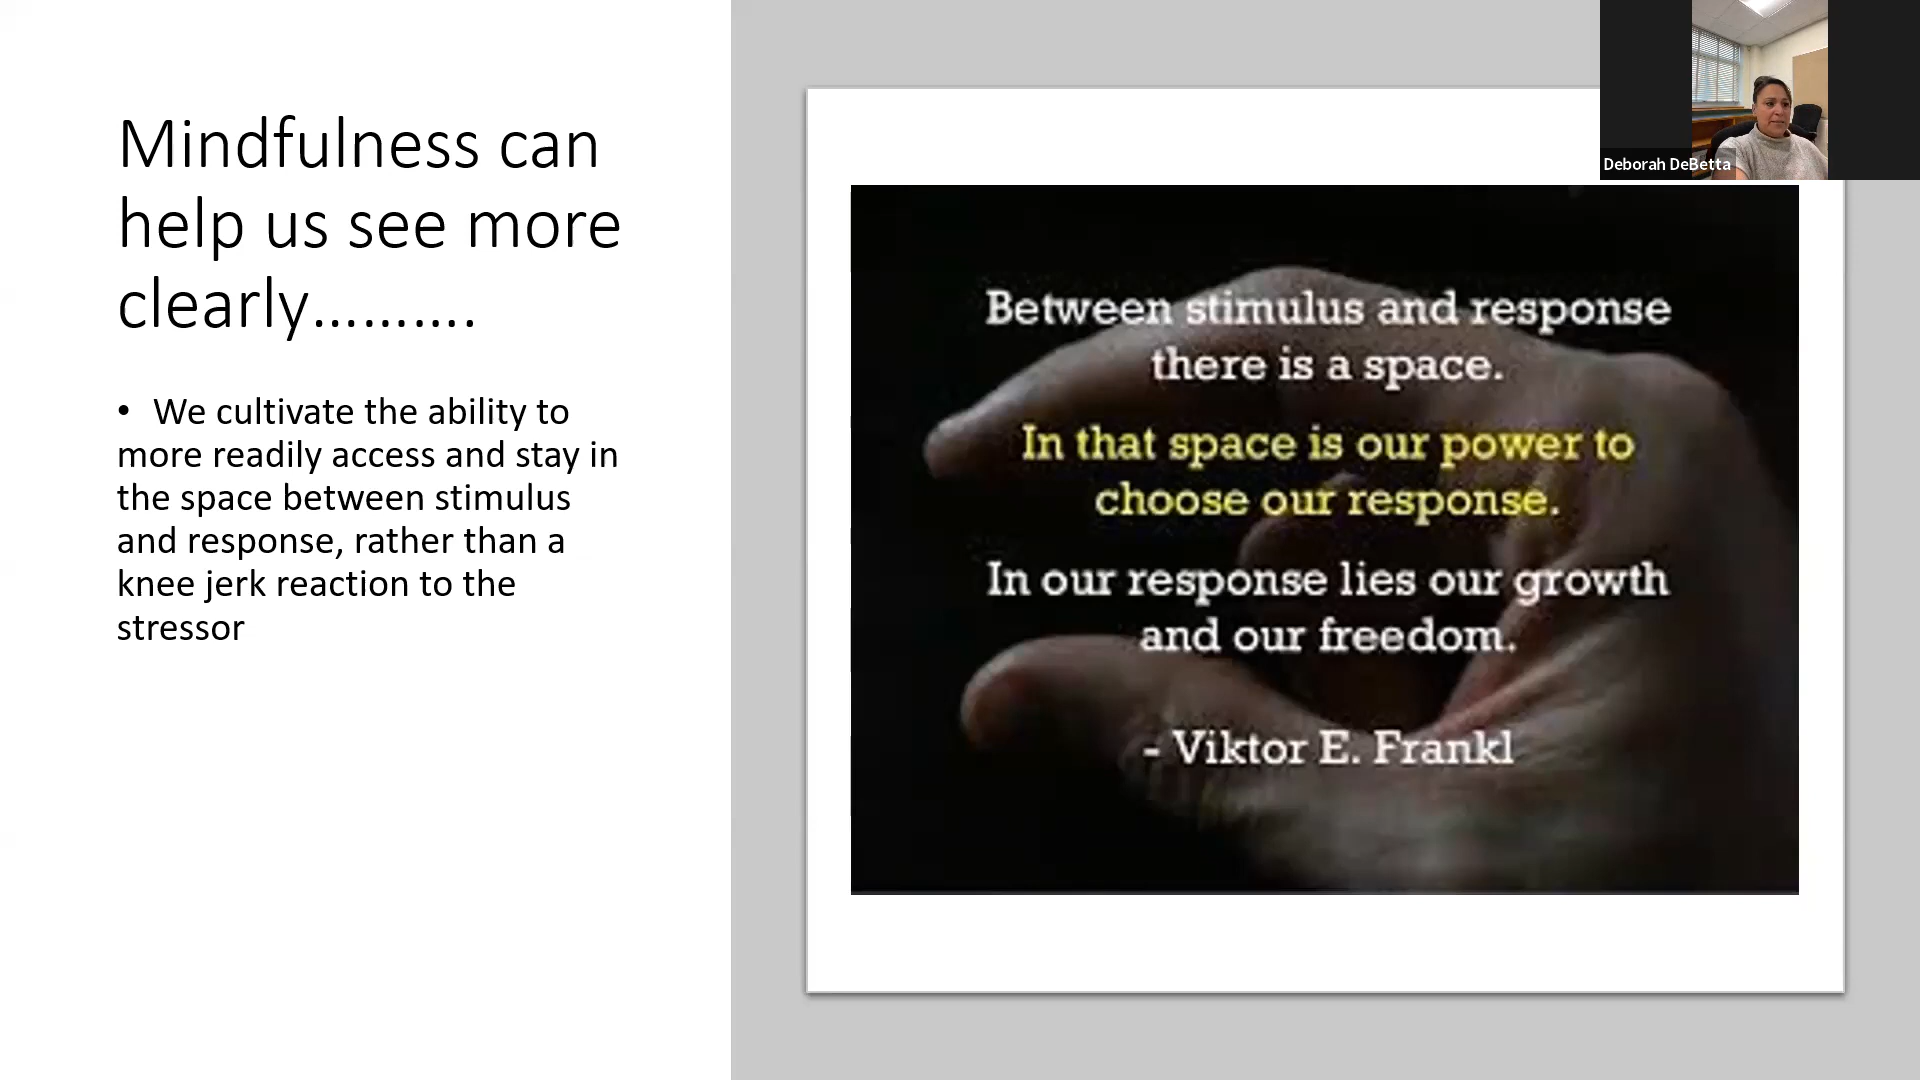 Mindfulness can
help us see more
clearly……….
• We cultivate the ability to
more readily access and stay in
the space between stimulus
and response, rather than a
knee jerk reaction to the
stressor
Between stimulus and response
there is a space.
In that space is our power to
choose our response.
In our response lies our growth
and our freedom.
- Viktor E. Frankl
Deborah DeBetta